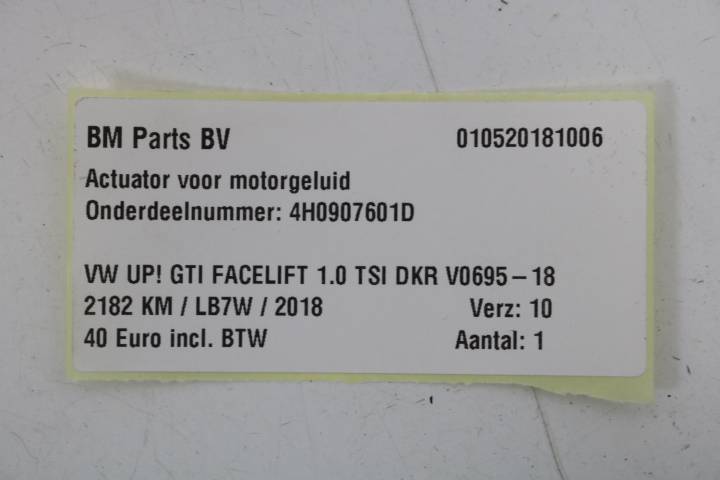 BM Parts BV 010520181006
Actuator voor motorgeluid
Onderdeelnummer: 4H0907601D
VW UP! GTI FACELIFT 1.0 TSI DKR V0695-18
2182 KM / LB7W / 2018 Verz: 10
40 Euro incl. BTW Aantal: 1